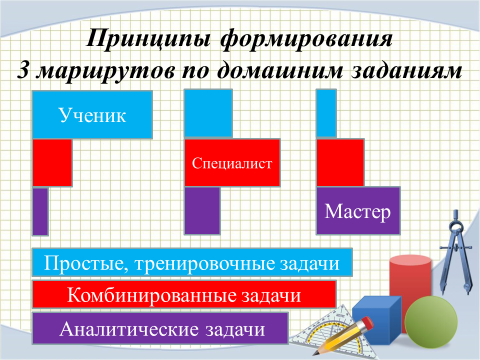 Принципы формирования
3 маршрутов по домашним заданиям
Ученик
Специалист
Мастер
Простые, тренировочные задачи
Комбинированные задачи
Аналитические задачи